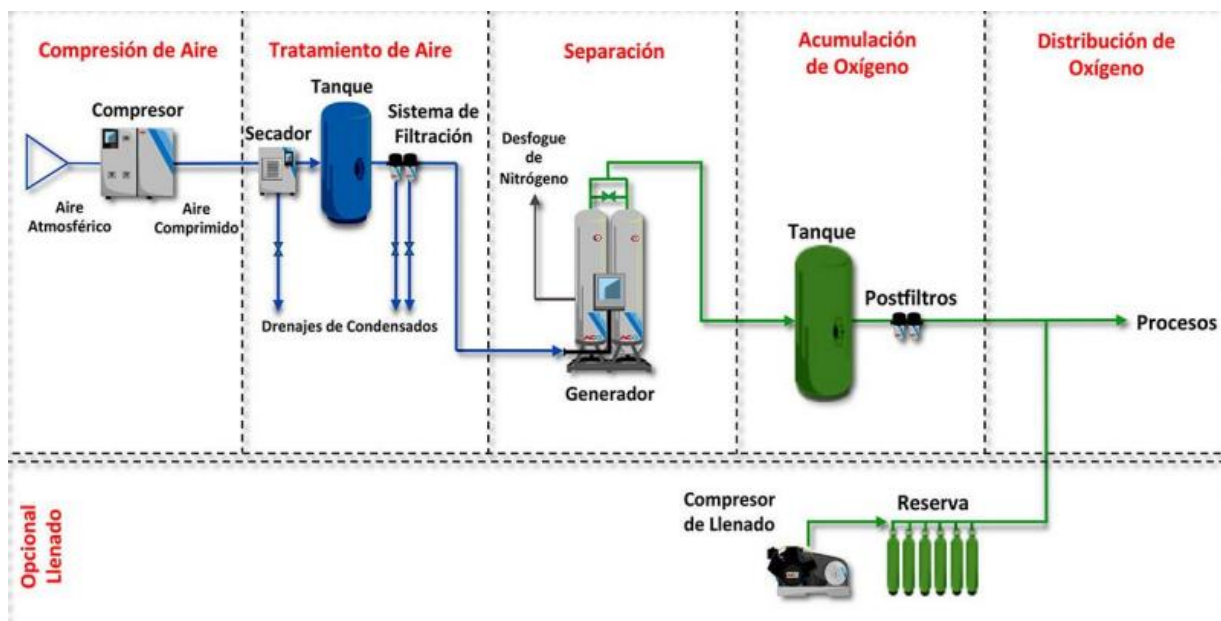 Compresión de Aire
Tratamiento de Aire
Separación
Acumulación
de Oxígeno
Distribución de
Oxígeno
Compresor
Aire
Atmosférico
Aire
Comprimido
Secador
Tanque
Sistema de
Filtración
Drenajes de Condensados
Desfogue
de
Nitrógeno
Generador
Tanque
Postfiltros
Procesos
Opcional
Llenado
Compresor
de Llenado
Reserva